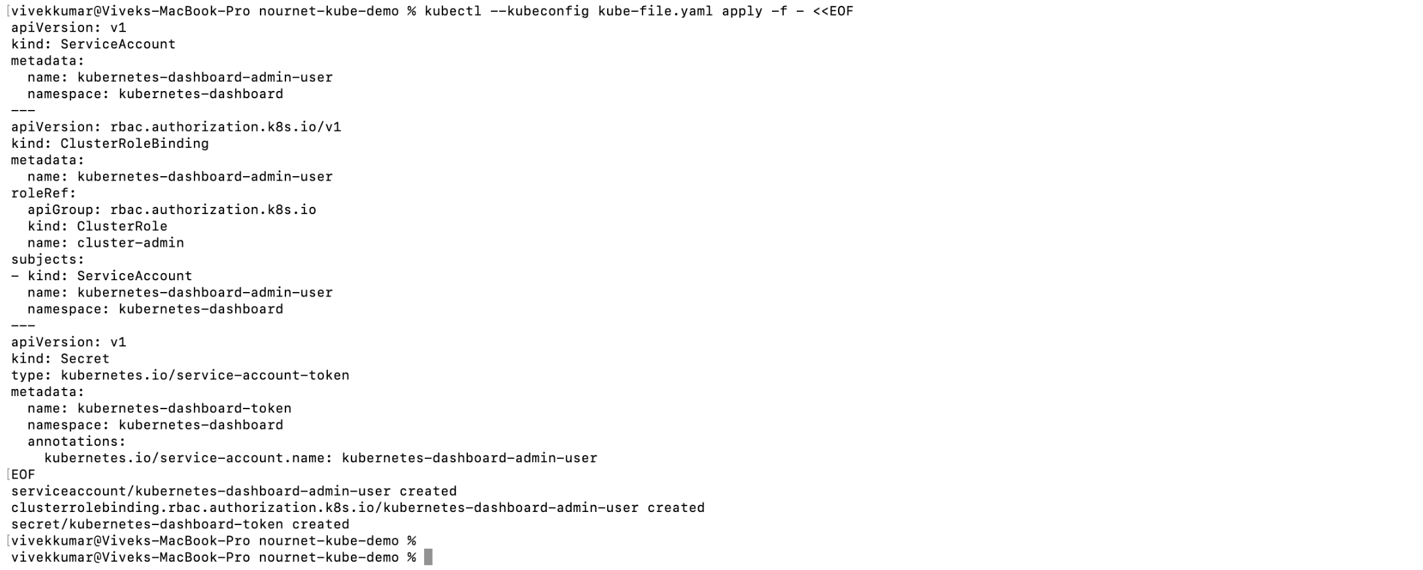 [vivekkumar@Viveks-MacBook-Pro nournet-kube-demo % kubectl --kubeconfig kube-file.yaml apply -f - <<EOF
apiVersion: v1
kind: ServiceAccount
metadata:
  name: kubernetes-dashboard-admin-user
  namespace: kubernetes-dashboard
---
apiVersion: rbac.authorization.k8s.io/v1
kind: ClusterRoleBinding
metadata:
  name: kubernetes-dashboard-admin-user
roleRef:
  apiGroup: rbac.authorization.k8s.io
  kind: ClusterRole
  name: cluster-admin
subjects:
- kind: ServiceAccount
  name: kubernetes-dashboard-admin-user
  namespace: kubernetes-dashboard
---
apiVersion: v1
kind: Secret
type: kubernetes.io/service-account-token
metadata:
  name: kubernetes-dashboard-token
  namespace: kubernetes-dashboard
  annotations:
    kubernetes.io/service-account.name: kubernetes-dashboard-admin-user
[EOF
serviceaccount/kubernetes-dashboard-admin-user created
clusterrolebinding.rbac.authorization.k8s.io/kubernetes-dashboard-admin-user created
secret/kubernetes-dashboard-token created
[vivekkumar@Viveks-MacBook-Pro nournet-kube-demo %
vivekkumar@Viveks-MacBook-Pro nournet-kube-demo %